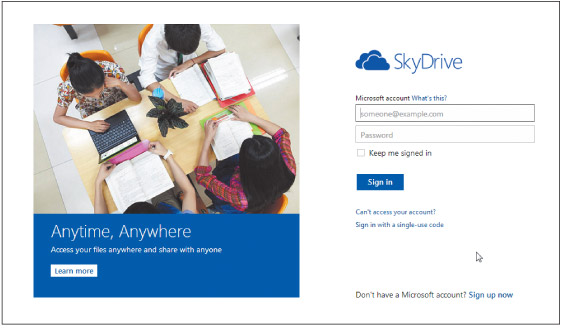 SkyDrive
Microsoft account What's this?
someone@example.com
Password
Keep me signed in
Sign in
Can't access your account?
Sign in with a single-use code
Don't have a Microsoft account? Sign up now
Anytime, Anywhere
Access your files anywhere and share with anyone
Learn more